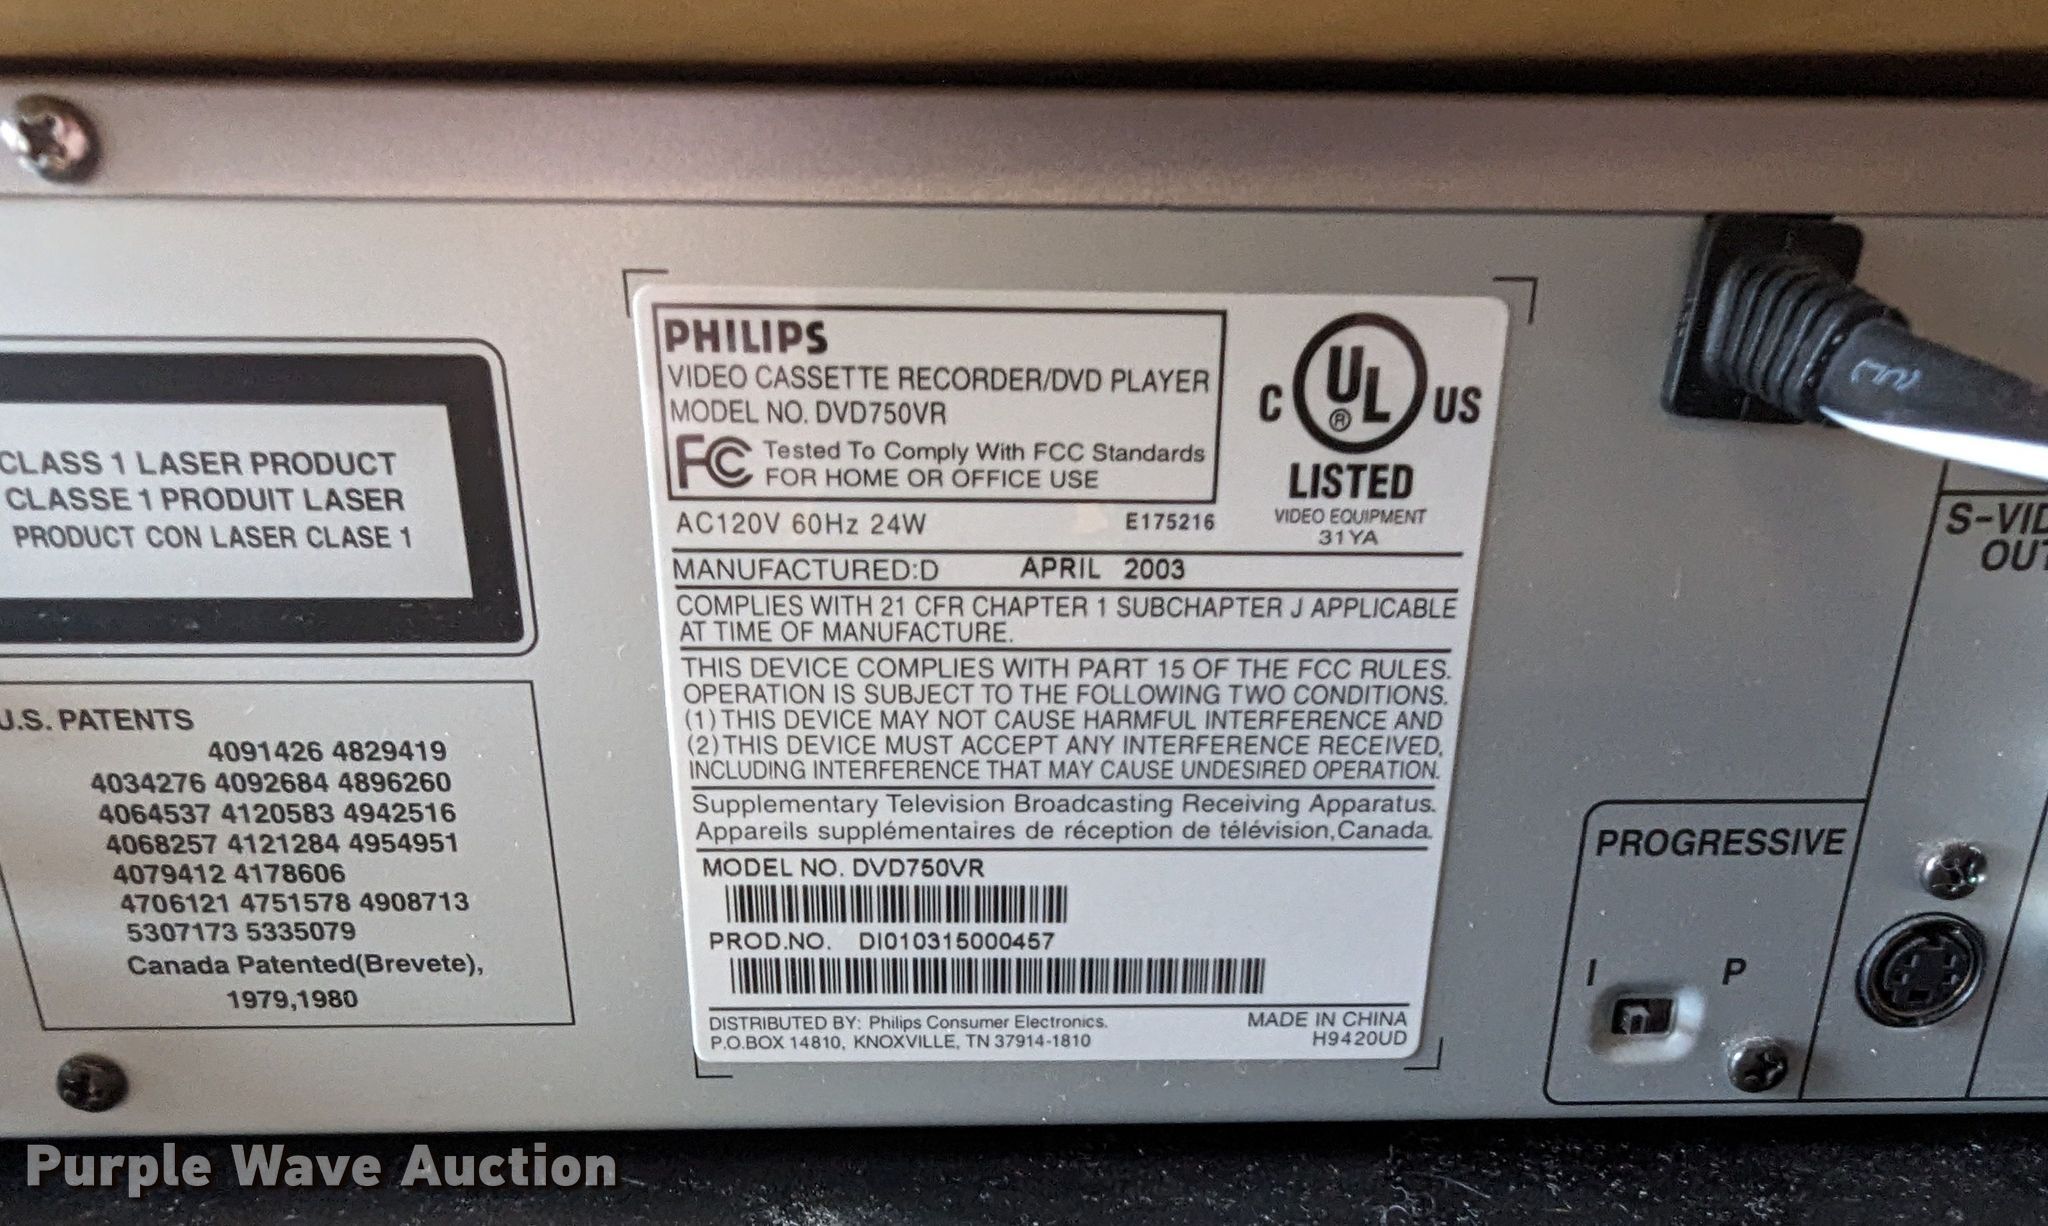 CLASS 1 LASER PRODUCT
CLASSE 1 PRODUIT LASER
PRODUCT CON LASER CLASE 1
U.S. PATENTS
4091426 4829419
4034276 4092684 4896260
4064537 4120583 4942516
4068257 4121284 4954951
4079412 4178606
4706121 4751578 4908713
5307173 5335079
Canada Patented(Brevete),
1979,1980
PHILIPS
VIDEO CASSETTE RECORDER/DVD PLAYER
MODEL NO. DVD750VR
FC Tested To Comply With FCC Standards
FOR HOME OR OFFICE USE
C UL ® US
LISTED
VIDEO EQUIPMENT
31YA
AC120V 60Hz 24W E175216
MANUFACTURED:D APRIL 2003
COMPLIES WITH 21 CFR CHAPTER 1 SUBCHAPTER J APPLICABLE
AT TIME OF MANUFACTURE.
THIS DEVICE COMPLIES WITH PART 15 OF THE FCC RULES.
OPERATION IS SUBJECT TO THE FOLLOWING TWO CONDITIONS.
(1) THIS DEVICE MAY NOT CAUSE HARMFUL INTERFERENCE AND
(2) THIS DEVICE MUST ACCEPT ANY INTERFERENCE RECEIVED,
INCLUDING INTERFERENCE THAT MAY CAUSE UNDESIRED OPERATION.
Supplementary Television Broadcasting Receiving Apparatus.
Appareils supplémentaires de réception de télévision,Canada.
MODEL NO. DVD750VR
PROD.NO. DI010315000457
DISTRIBUTED BY: Philips Consumer Electronics.
P.O.BOX 14810, KNOXVILLE, TN 37914-1810
MADE IN CHINA
H9420UD
S-VID
OUT
PROGRESSIVE
I P
Purple Wave Auction